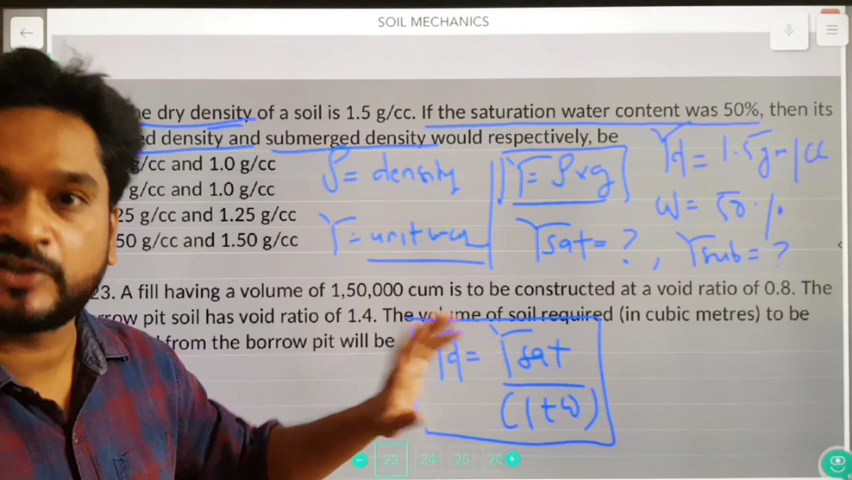 SOIL MECHANICS
he dry density of a soil is 1.5 g/cc. If the saturation water content was 50%, then its
ed density and submerged density would respectively, be
g/cc and 1.0 g/cc
g/cc and 1.0 g/cc
25 g/cc and 1.25 g/cc
50 g/cc and 1.50 g/cc
ρ = density
γ = ρxg
γd = 1.5 gm/cc
w = 50 %
γ = unit
γsat = ?, γsub = ?
23. A fill having a volume of 1,50,000 cum is to be constructed at a void ratio of 0.8. The
row pit soil has void ratio of 1.4. The volume of soil required (in cubic metres) to be
from the borrow pit will be
γd = γsat
(1+w)
23 24 25 26